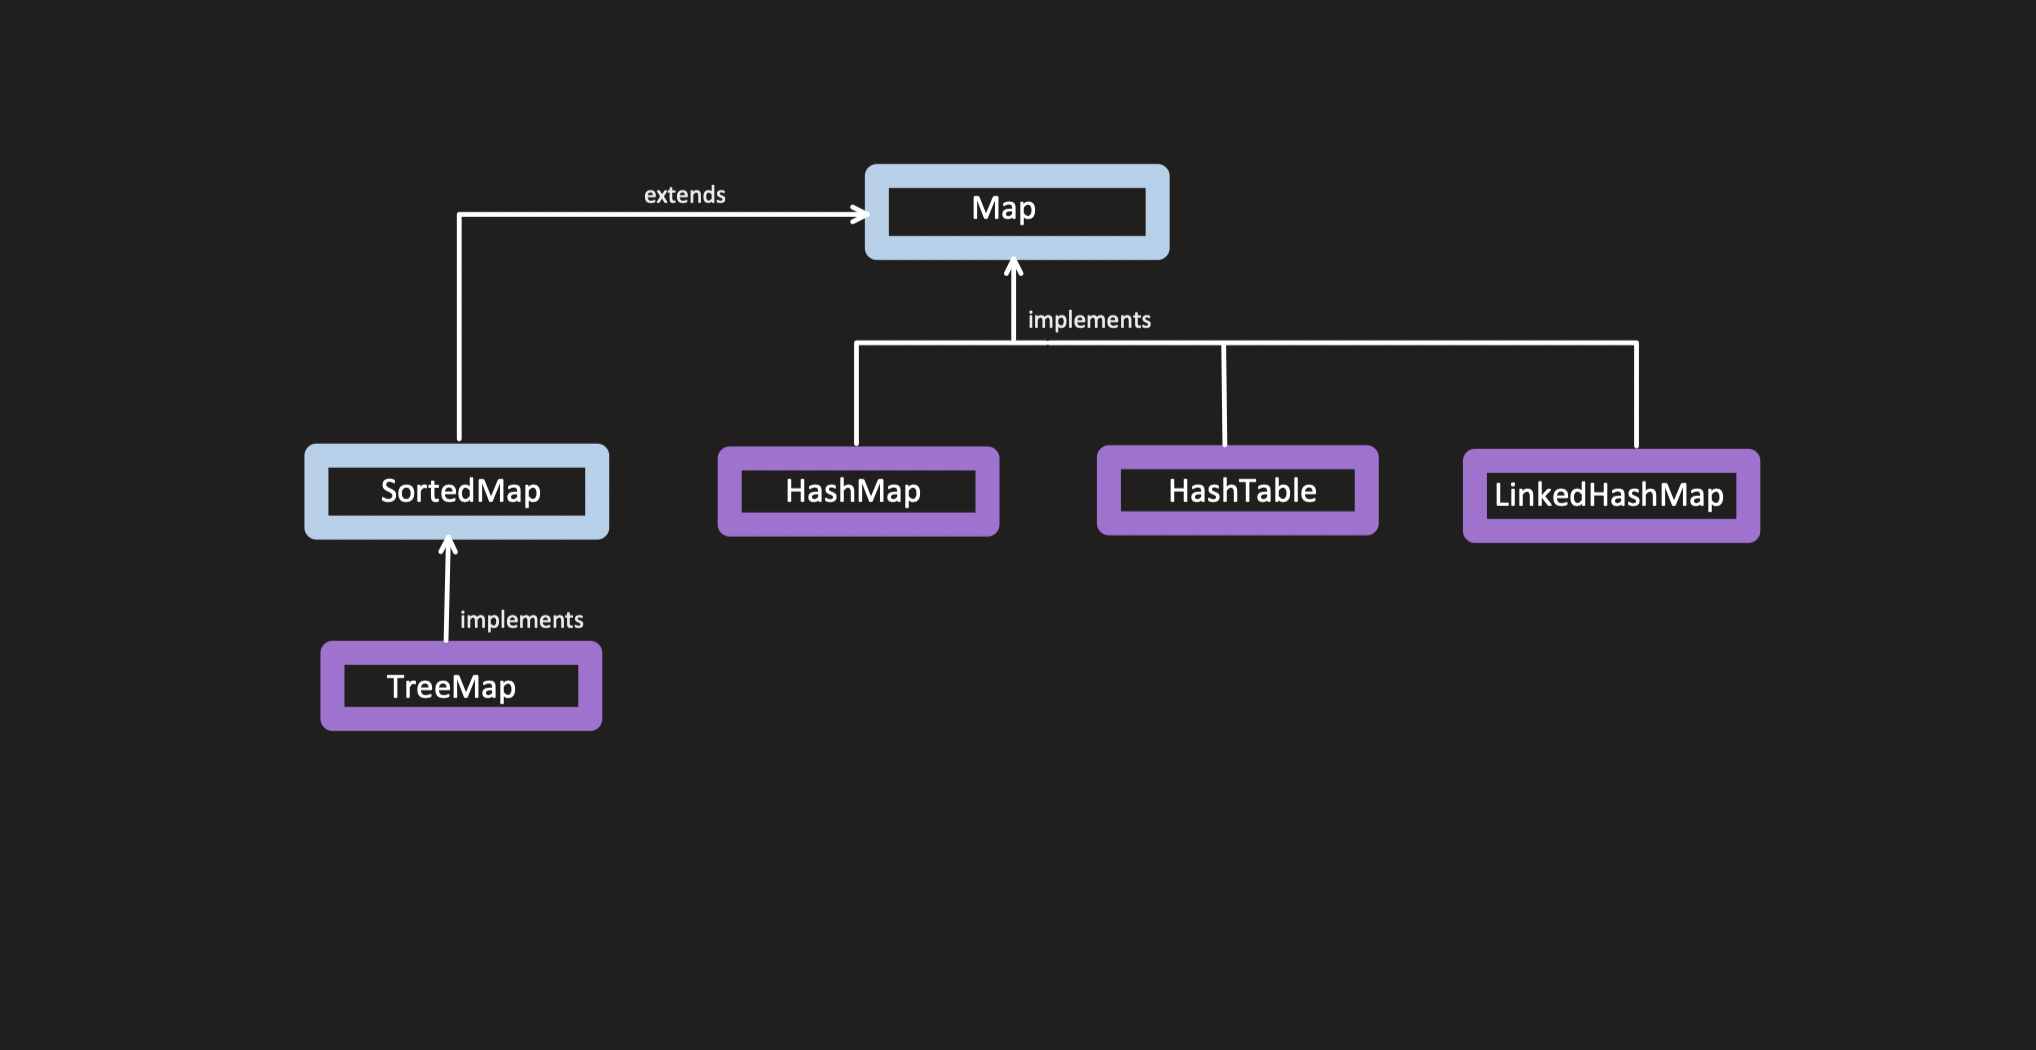 extends
Map
implements
SortedMap
HashMap
HashTable
LinkedHashMap
implements
TreeMap